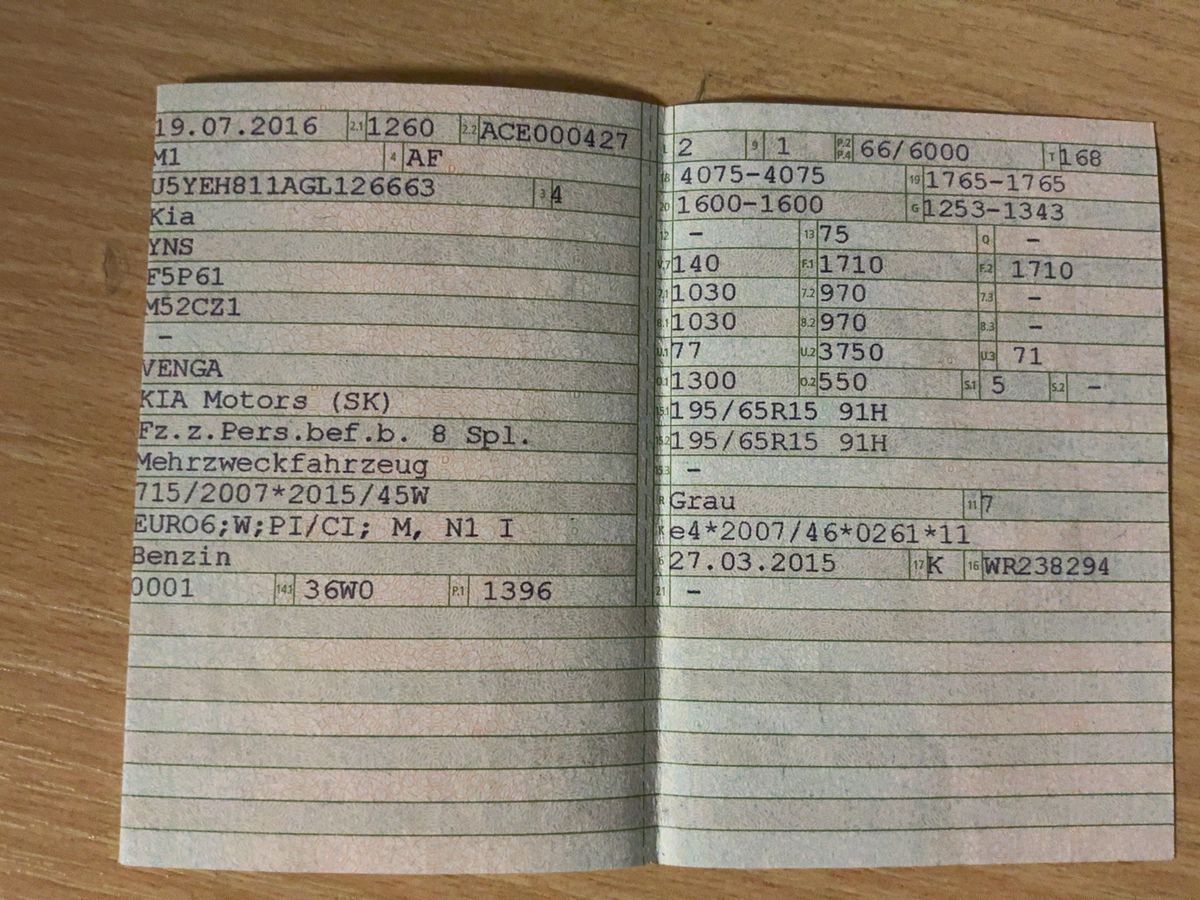 19.07.2016 2.1 1260 2.2 ACE000427
M1 4 AF
U5YEH811AGL126663 3 4
Kia
YNS
F5P61
M52CZ1
-
VENGA
KIA Motors (SK)
Fz.z.Pers.bef.b. 8 Spl.
Mehrzweckfahrzeug
715/2007*2015/45W
EURO6;W;PI/CI; M, N1 I
Benzin
0001 14.1 36W0 P.1 1396
L 2 9 1 P.2 P.4 66/6000 T 168
18 4075-4075 19 1765-1765
20 1600-1600 G 1253-1343
12 - 13 75 Q -
V.7 140 F.1 1710 F.2 1710
7.1 1030 7.2 970 7.3 -
8.1 1030 8.2 970 8.3 -
U.1 77 U.2 3750 U.3 71
O.1 1300 O.2 550 S.1 5 S.2 -
15.1 195/65R15 91H
15.2 195/65R15 91H
15.3 -
R Grau 11 7
K e4*2007/46*0261*11
6 27.03.2015 17 K 16 WR238294
21 -